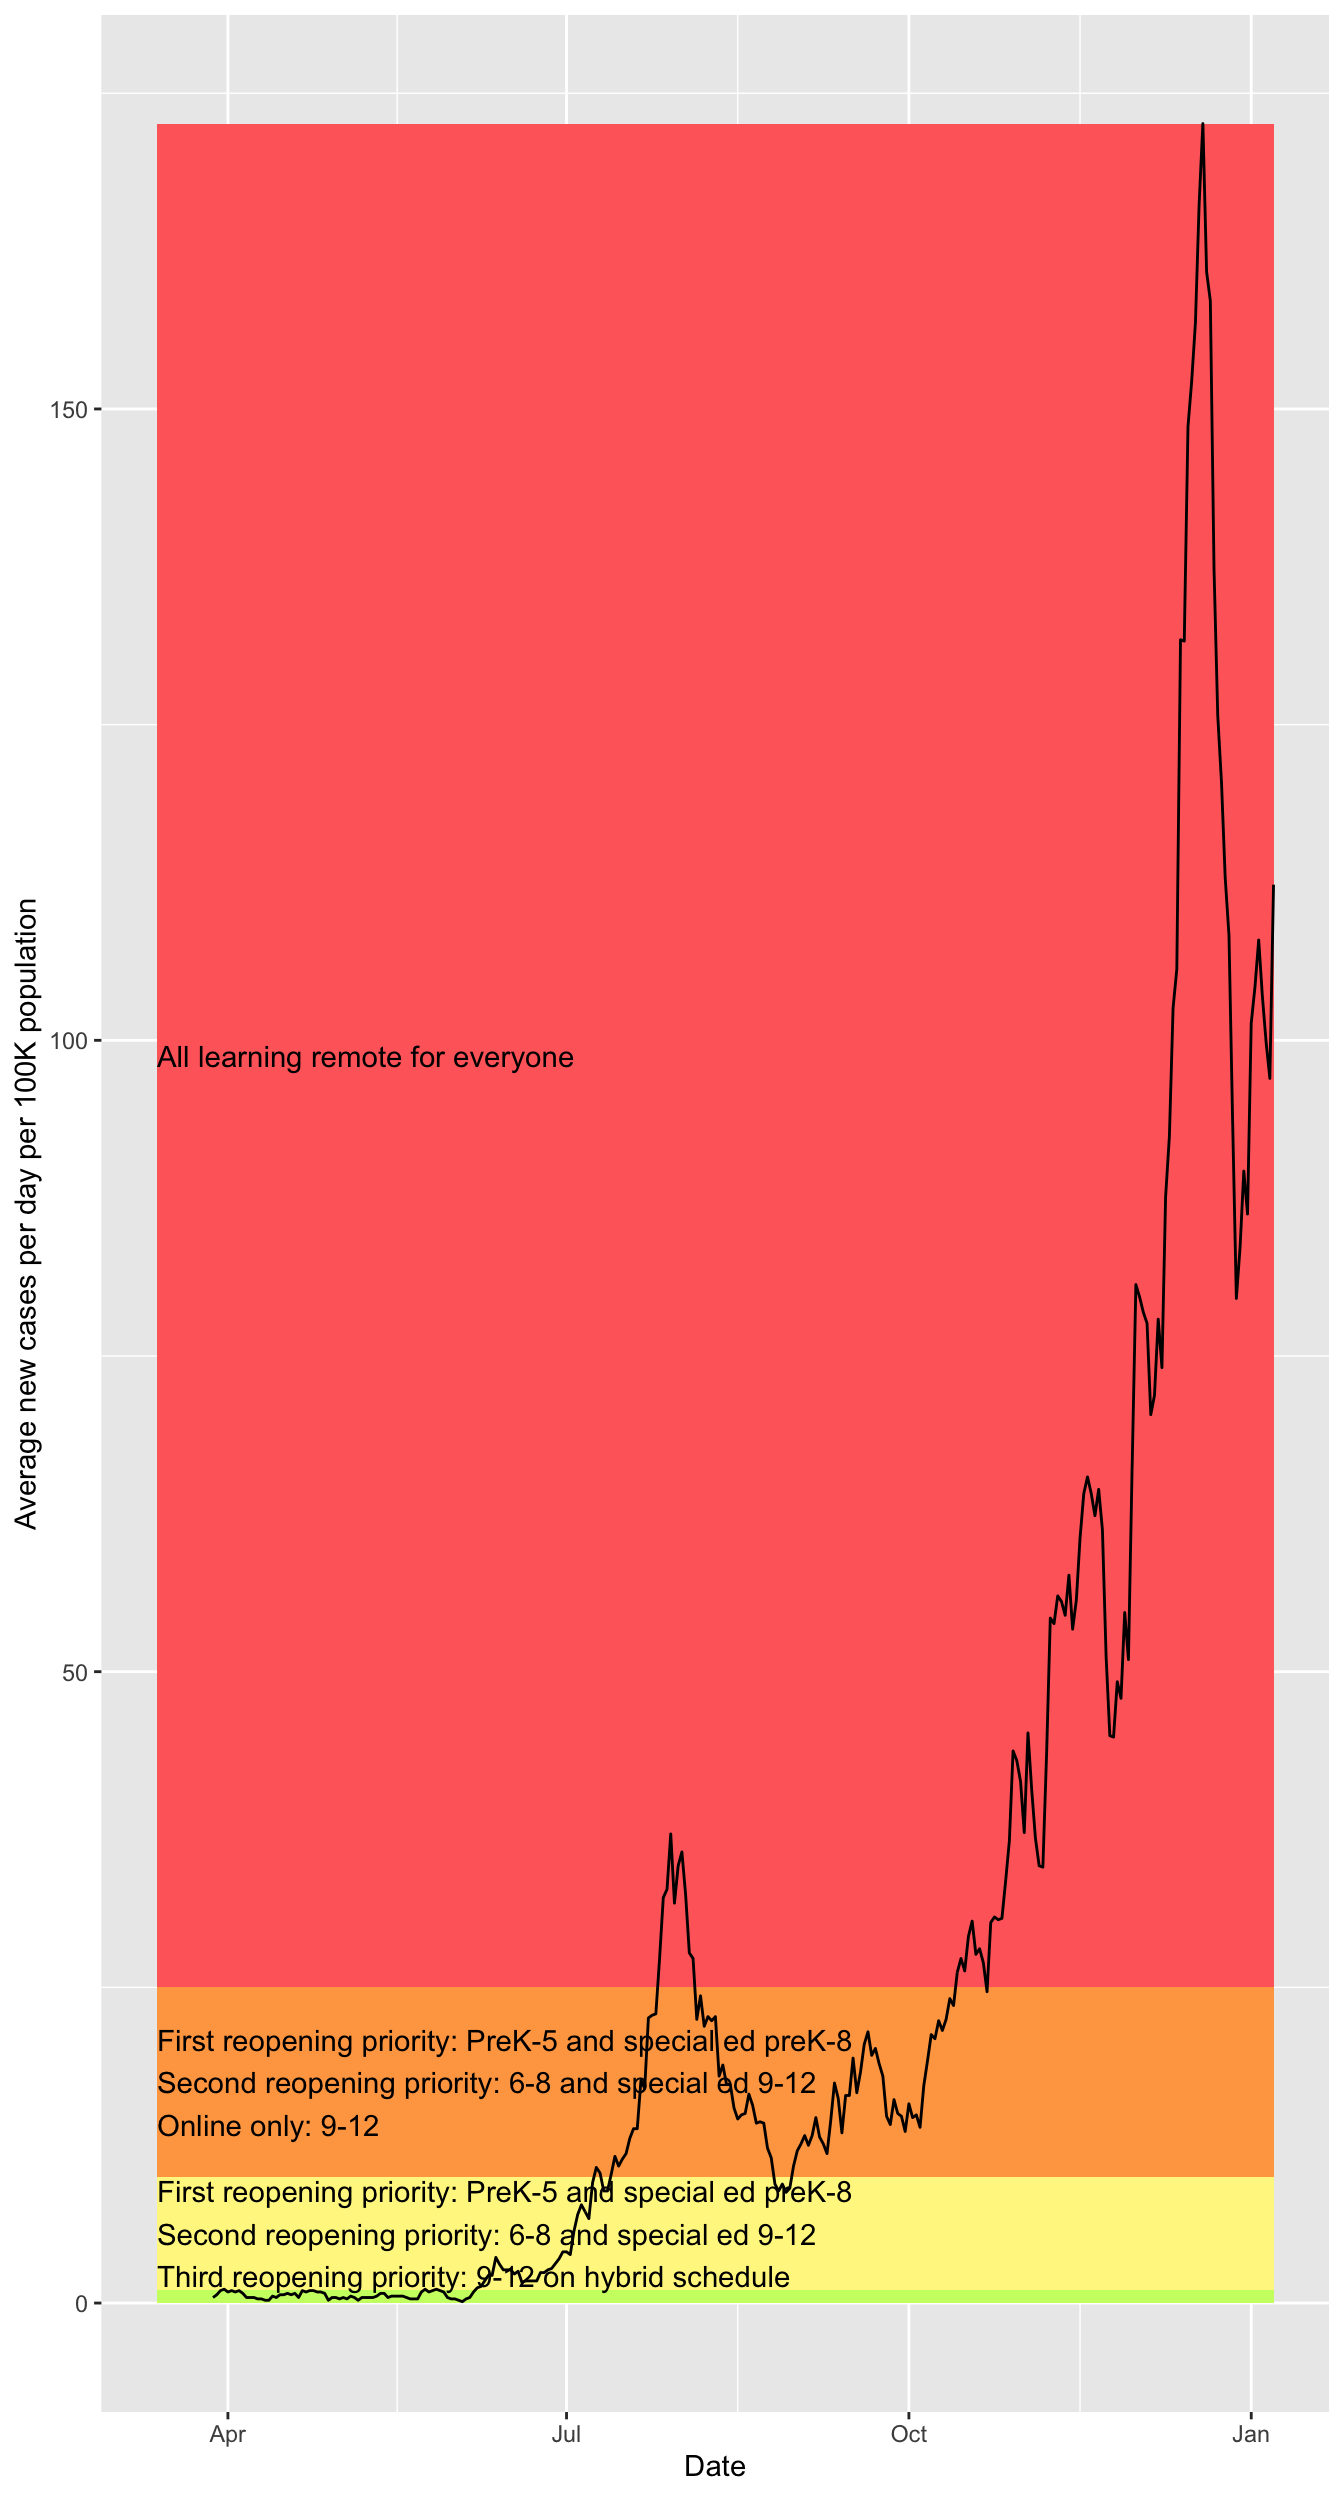 150
100
50
0
Average new cases per day per 100K population
All learning remote for everyone
First reopening priority: PreK-5 and special ed preK-8
Second reopening priority: 6-8 and special ed 9-12
Online only: 9-12
First reopening priority: PreK-5 and special ed preK-8
Second reopening priority: 6-8 and special ed 9-12
Third reopening priority: 9-12 on hybrid schedule
Apr
Jul
Oct
Jan
Date